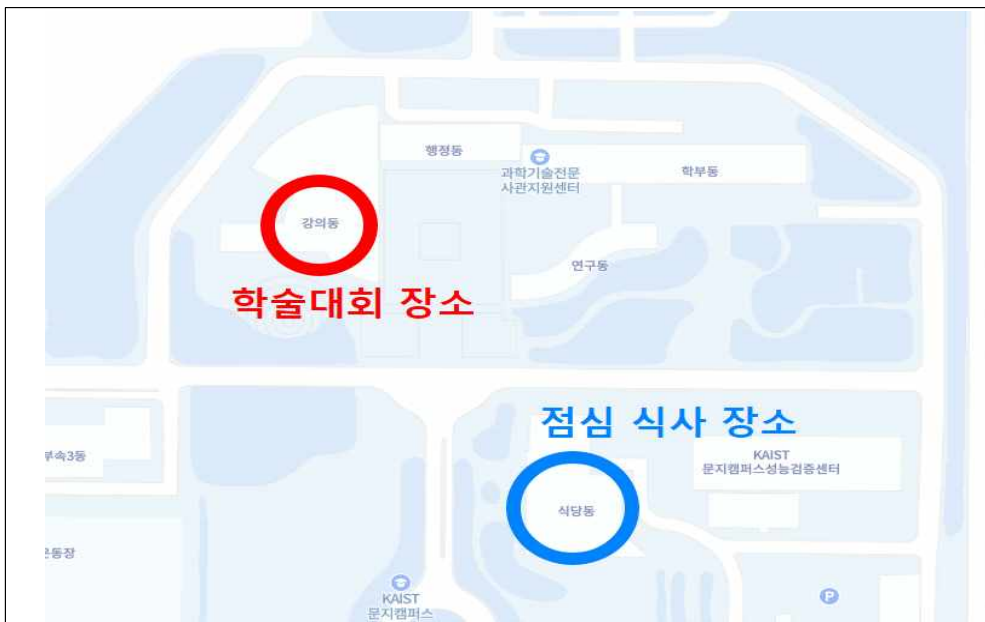 행정동
과학기술전문
사관지원센터
학부동
강의동
연구동
학술대회 장소
점심 식사 장소
부속3동
KAIST
문지캠퍼스성능검증센터
식당동
운동장
KAIST
문지캠퍼스
P